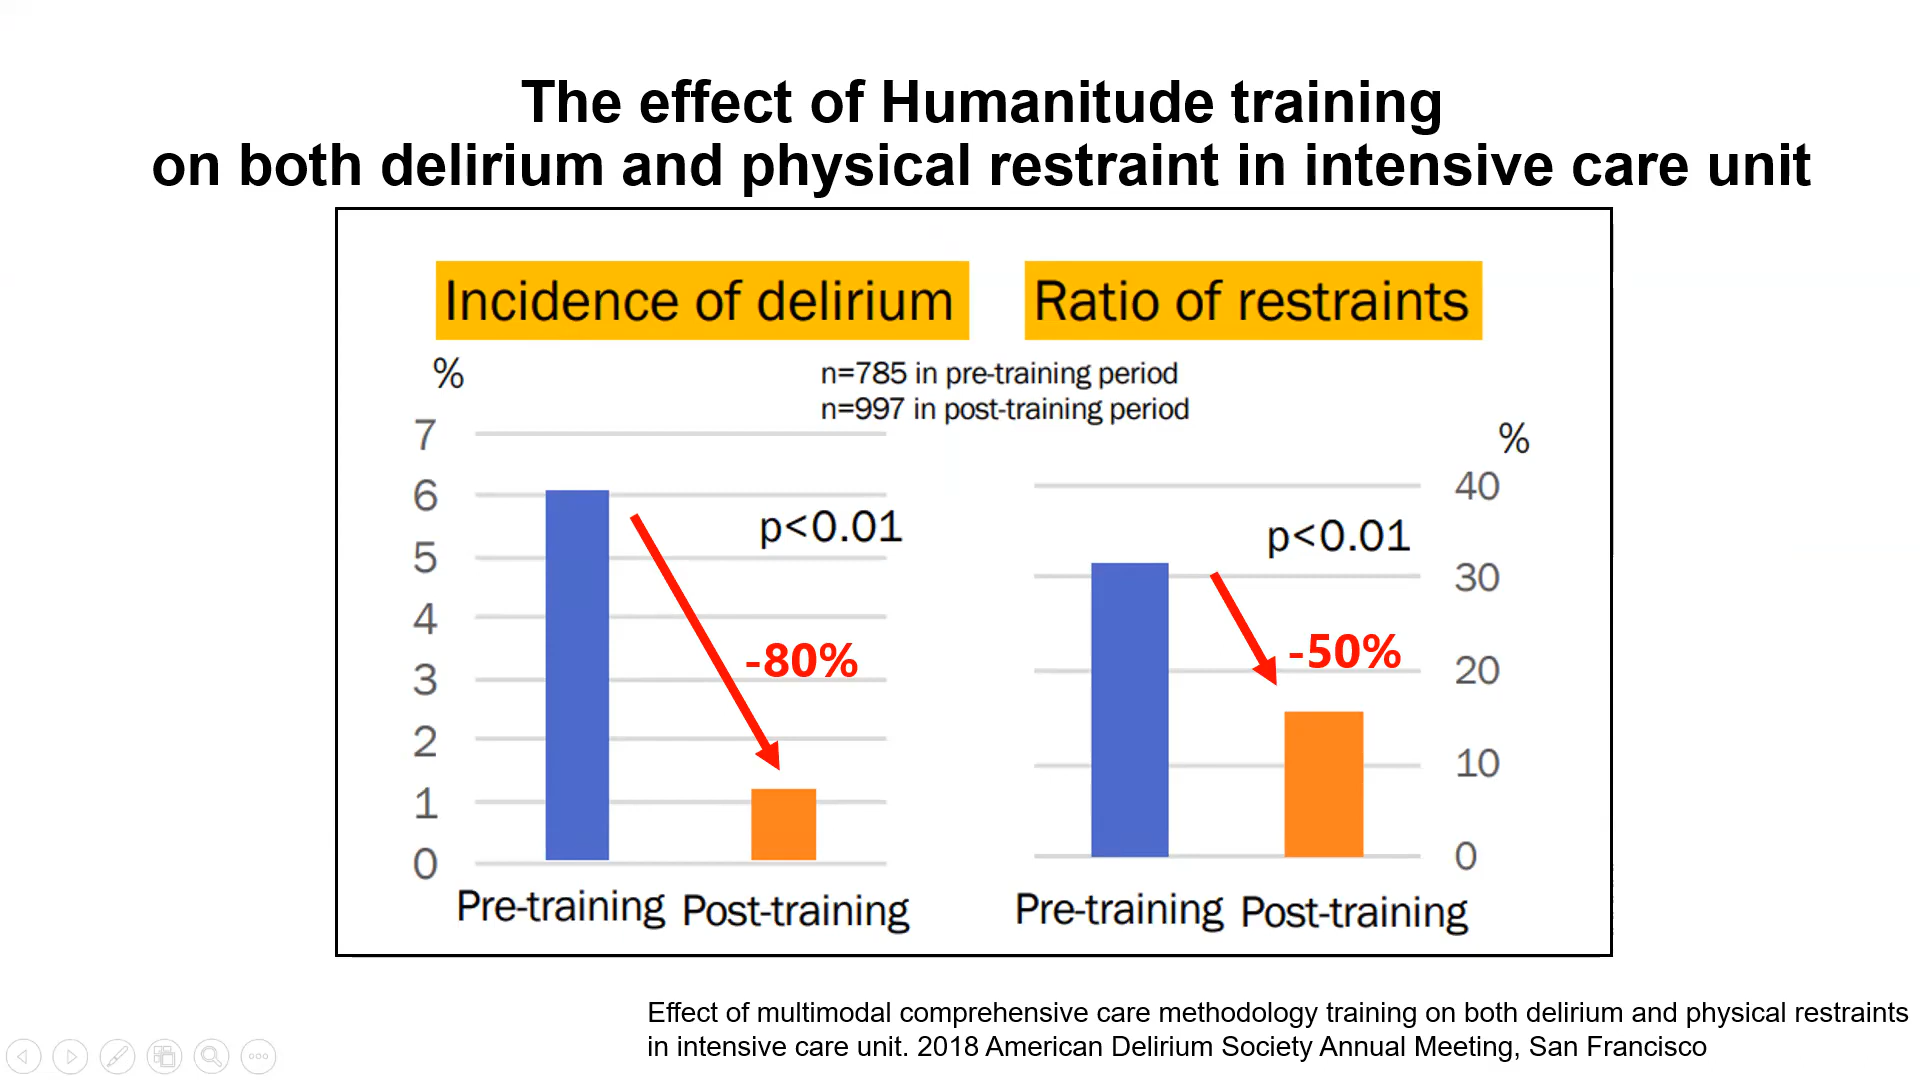 The effect of Humanitude training
on both delirium and physical restraint in intensive care unit
Incidence of delirium
Ratio of restraints
%
n=785 in pre-training period
n=997 in post-training period
7
6
5
4
3
2
1
0
p<0.01
-80%
Pre-training
Post-training
%
40
30
20
10
0
p<0.01
-50%
Pre-training
Post-training
Effect of multimodal comprehensive care methodology training on both delirium and physical restraints
in intensive care unit. 2018 American Delirium Society Annual Meeting, San Francisco